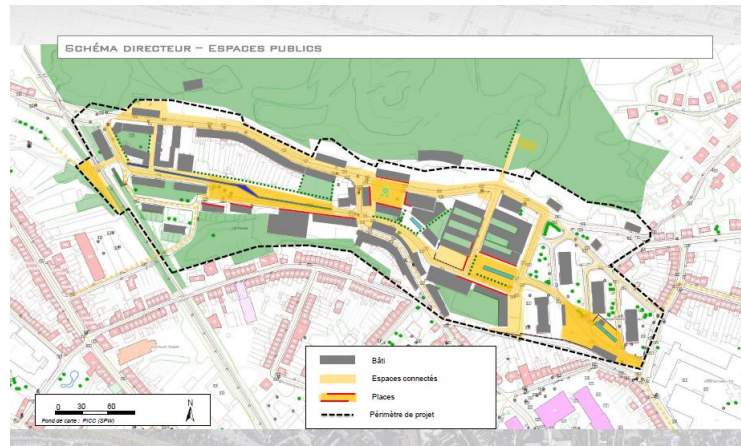 SCHÉMA DIRECTEUR – ESPACES PUBLICS
Bâti
Espaces connectés
Places
Périmètre de projet
0 30 60
N
Fond de carte : PICC (SPW)